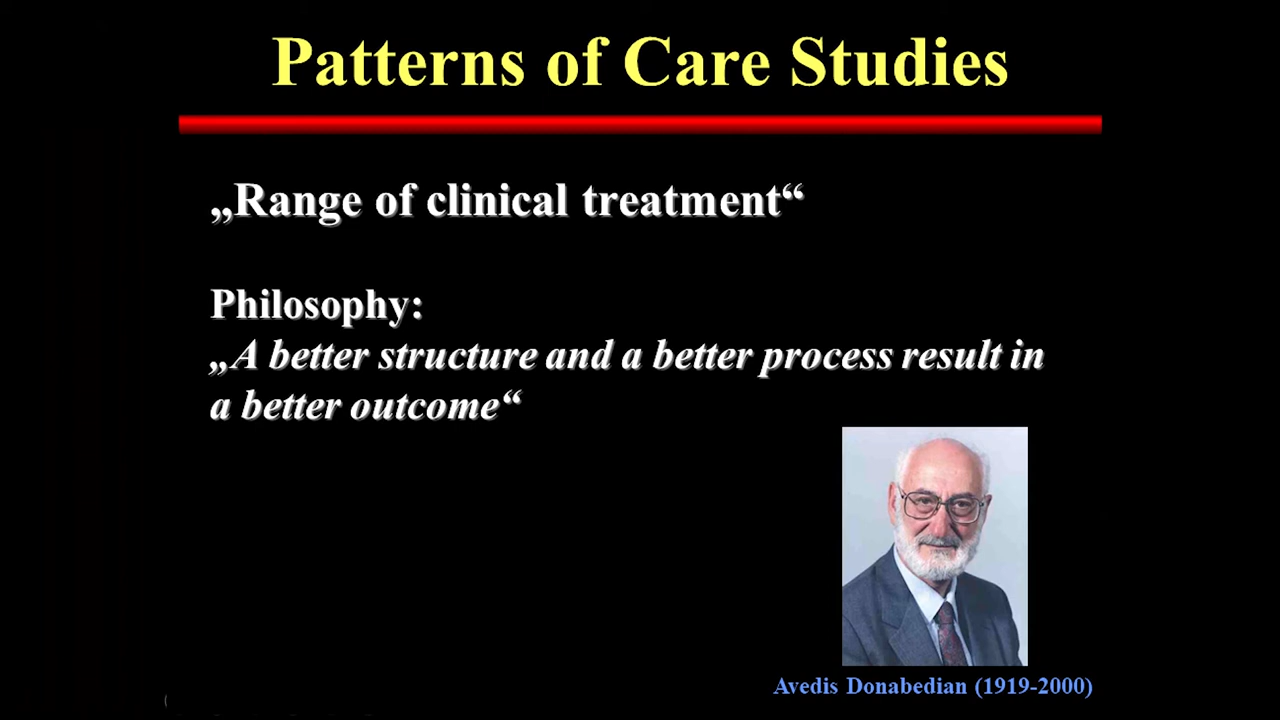 Patterns of Care Studies
„Range of clinical treatment“
Philosophy:
„A better structure and a better process result in
a better outcome“
Avedis Donabedian (1919-2000)